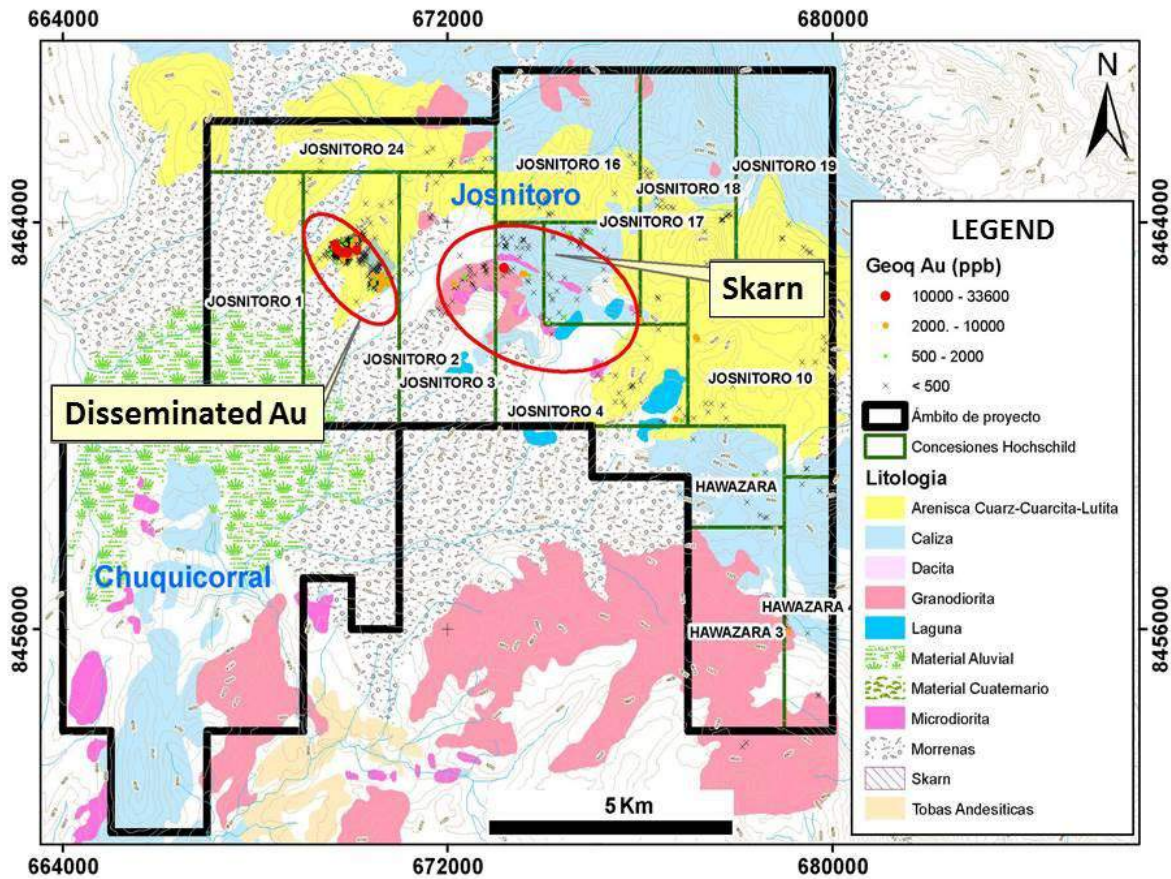 664000
672000
680000
N
JOSNITORO 24
JOSNITORO 16
JOSNITORO 19
JOSNITORO 18
Josnitoro
JOSNITORO 17
8464000
8464000
LEGEND
Geoq Au (ppb)
10000 - 33600
2000. - 10000
500 - 2000
< 500
Ámbito de proyecto
Concesiones Hochschild
Litologia
Arenisca Cuarz-Cuarcita-Lutita
Caliza
Dacita
Granodiorita
Laguna
Material Aluvial
Material Cuaternario
Microdiorita
Morrenas
Skarn
Tobas Andesiticas
Skarn
JOSNITORO 1
JOSNITORO 2
JOSNITORO 3
JOSNITORO 10
Disseminated Au
JOSNITORO 4
HAWAZARA
Chuquicorral
HAWAZARA 4
HAWAZARA 3
8456000
8456000
5 Km
664000
672000
680000